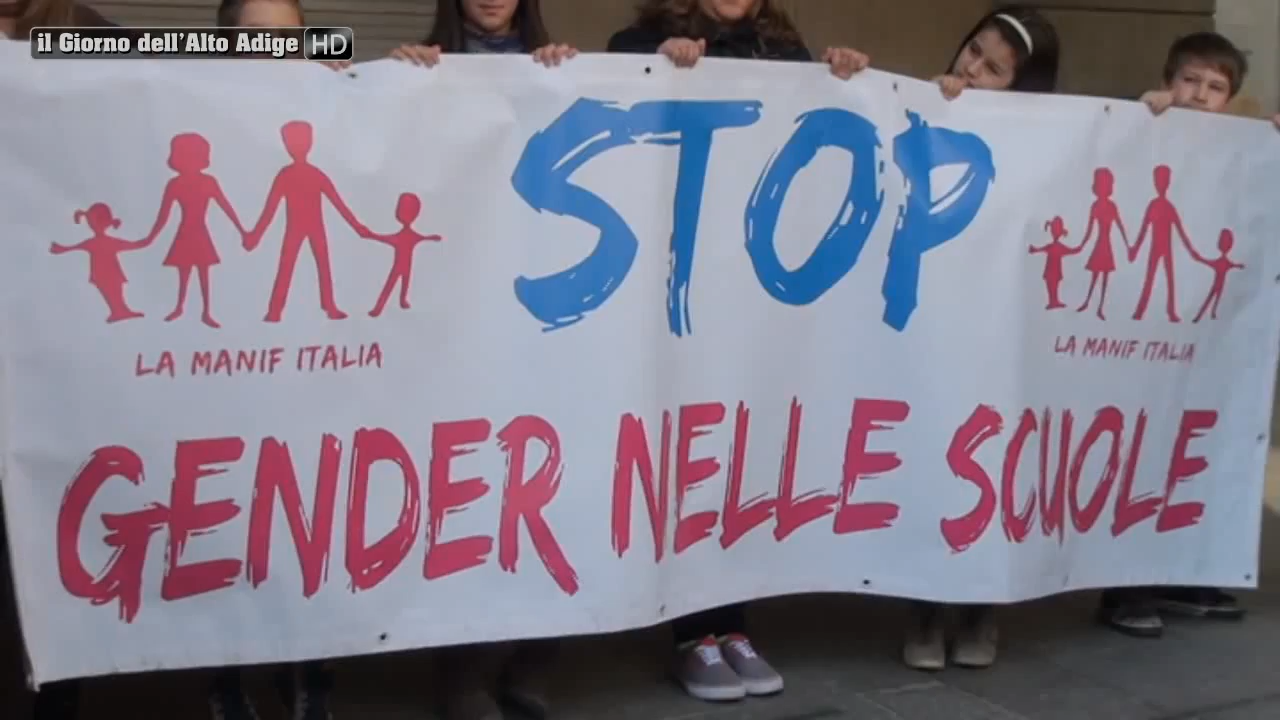 il Giorno dell'Alto Adige HD
STOP
LA MANIF ITALIA
LA MANIF ITALIA
GENDER NELLE SCUOLE